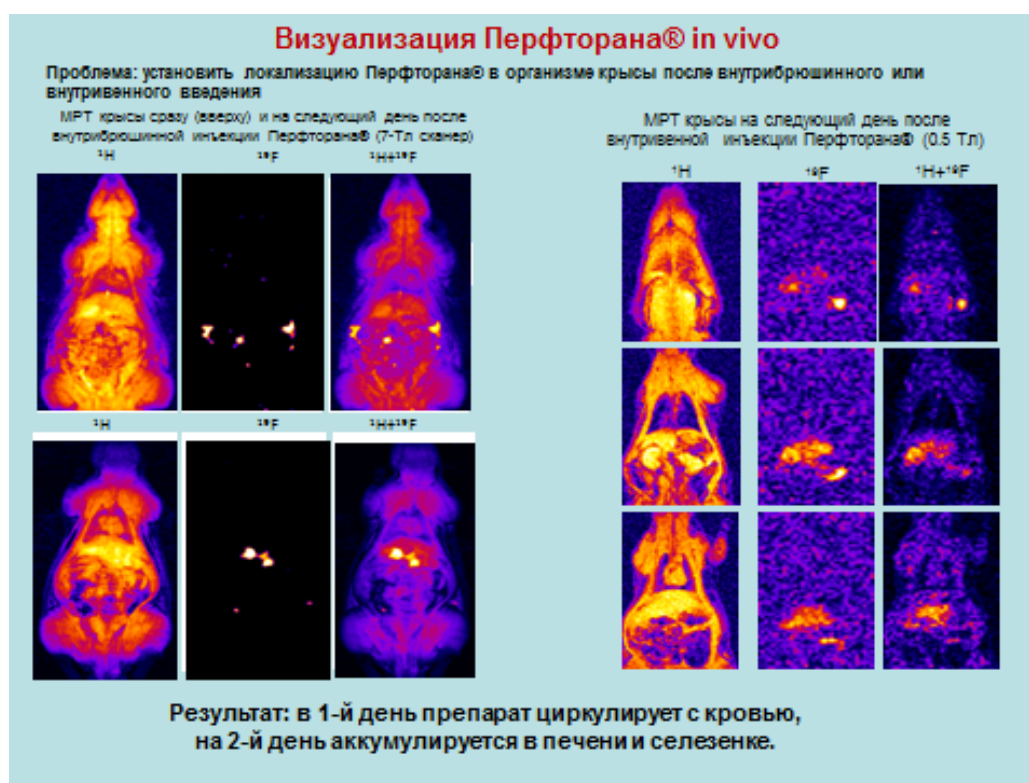 Визуализация Перфторана® in vivo
Проблема: установить локализацию Перфторана® в организме крысы после внутрибрюшинного или
внутривенного введения
МРТ крысы сразу (вверху) и на следующий день после
внутрибрюшинной инъекции Перфторана® (7-Тл сканер)
¹H ¹⁹F ¹H+¹⁹F
¹H ¹⁹F ¹H+¹⁹F
МРТ крысы на следующий день после
внутривенной инъекции Перфторана® (0.5 Тл)
¹H ¹⁹F ¹H+¹⁹F
Результат: в 1-й день препарат циркулирует с кровью,
на 2-й день аккумулируется в печени и селезенке.